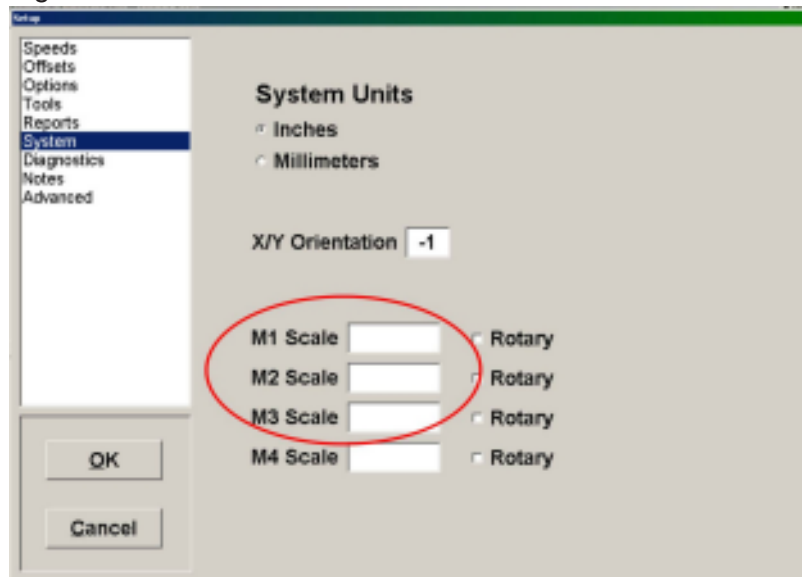 Setup
Speeds
Offsets
Options
Tools
Reports
System
Diagnostics
Notes
Advanced
OK
Cancel
System Units
Inches
Millimeters
X/Y Orientation -1
M1 Scale Rotary
M2 Scale Rotary
M3 Scale Rotary
M4 Scale Rotary